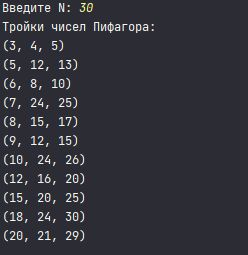 Введите N: 30
Тройки чисел Пифагора:
(3, 4, 5)
(5, 12, 13)
(6, 8, 10)
(7, 24, 25)
(8, 15, 17)
(9, 12, 15)
(10, 24, 26)
(12, 16, 20)
(15, 20, 25)
(18, 24, 30)
(20, 21, 29)